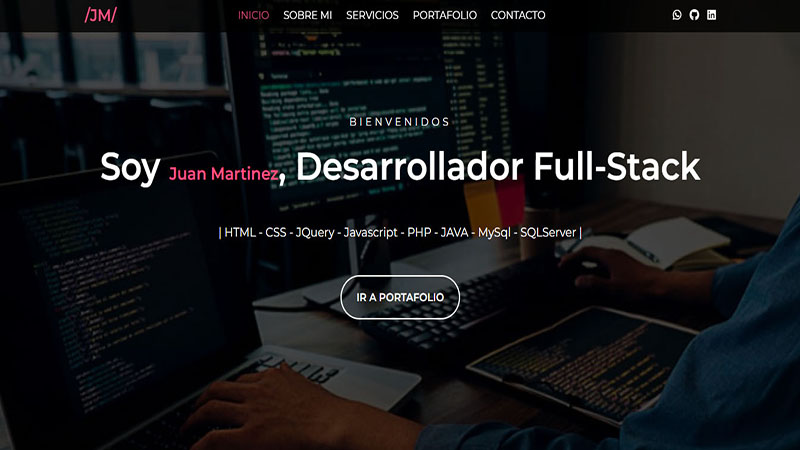 /JM/
INICIO SOBRE MI SERVICIOS PORTAFOLIO CONTACTO
BIENVENIDOS
Soy Juan Martinez, Desarrollador Full-Stack
| HTML - CSS - JQuery - Javascript - PHP - JAVA - MySql - SQLServer |
IR A PORTAFOLIO